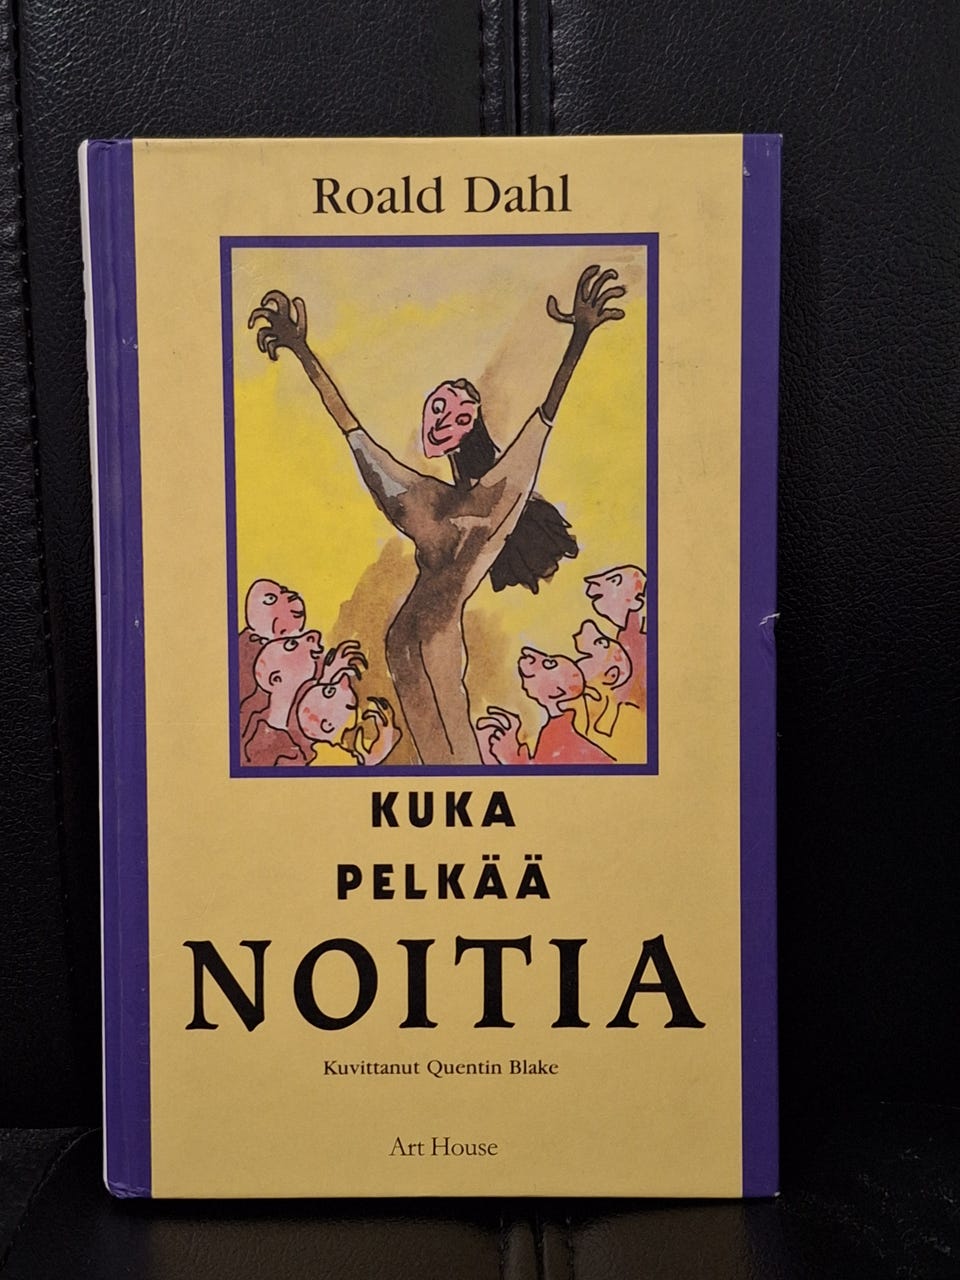 Roald Dahl
KUKA
PELKÄÄ
NOITIA
Kuvittanut Quentin Blake
Art House